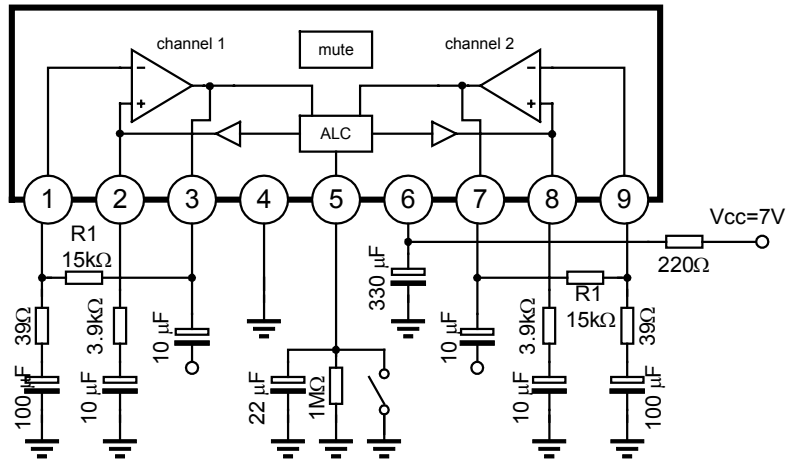 channel 1
mute
channel 2
−
+
ALC
−
+
1
2
3
4
5
6
7
8
9
Vcc=7V
R1
15kΩ
220Ω
330 μF
R1
15kΩ
39Ω
3.9kΩ
10 μF
10 μF
3.9kΩ
39Ω
100 μF
10 μF
22 μF
1MΩ
10 μF
100 μF